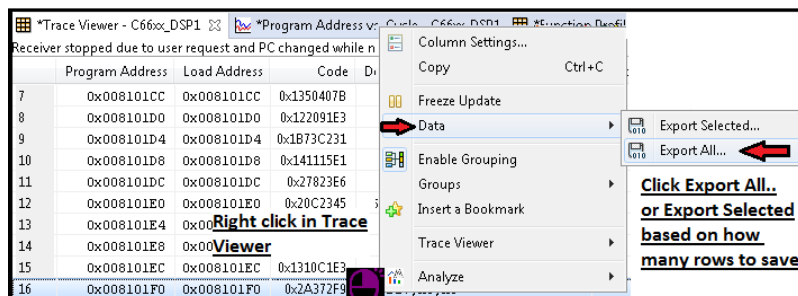 *Trace Viewer - C66xx_DSP1 *Program Address vs. Cycle - C66xx_DSP1 *Function Profil
Receiver stopped due to user request and PC changed while n
Program Address Load Address Code
7 0x008101CC 0x008101CC 0x1350407B
8 0x008101D0 0x008101D0 0x122091E3
9 0x008101D4 0x008101D4 0x1B73C231
10 0x008101D8 0x008101D8 0x141115E1
11 0x008101DC 0x008101DC 0x27823E6
12 0x008101E0 0x008101E0 0x20C2345
13 0x008101E4 0x00
14 0x008101E8 0x00
15 0x008101EC 0x008101EC 0x1310C1E3
16 0x008101F0 0x008101F0 0x2A372F9
Right click in Trace
Viewer
Column Settings...
Copy Ctrl+C
Freeze Update
Data
Enable Grouping
Groups
Insert a Bookmark
Trace Viewer
Analyze
Export Selected...
Export All...
Click Export All..
or Export Selected
based on how
many rows to save